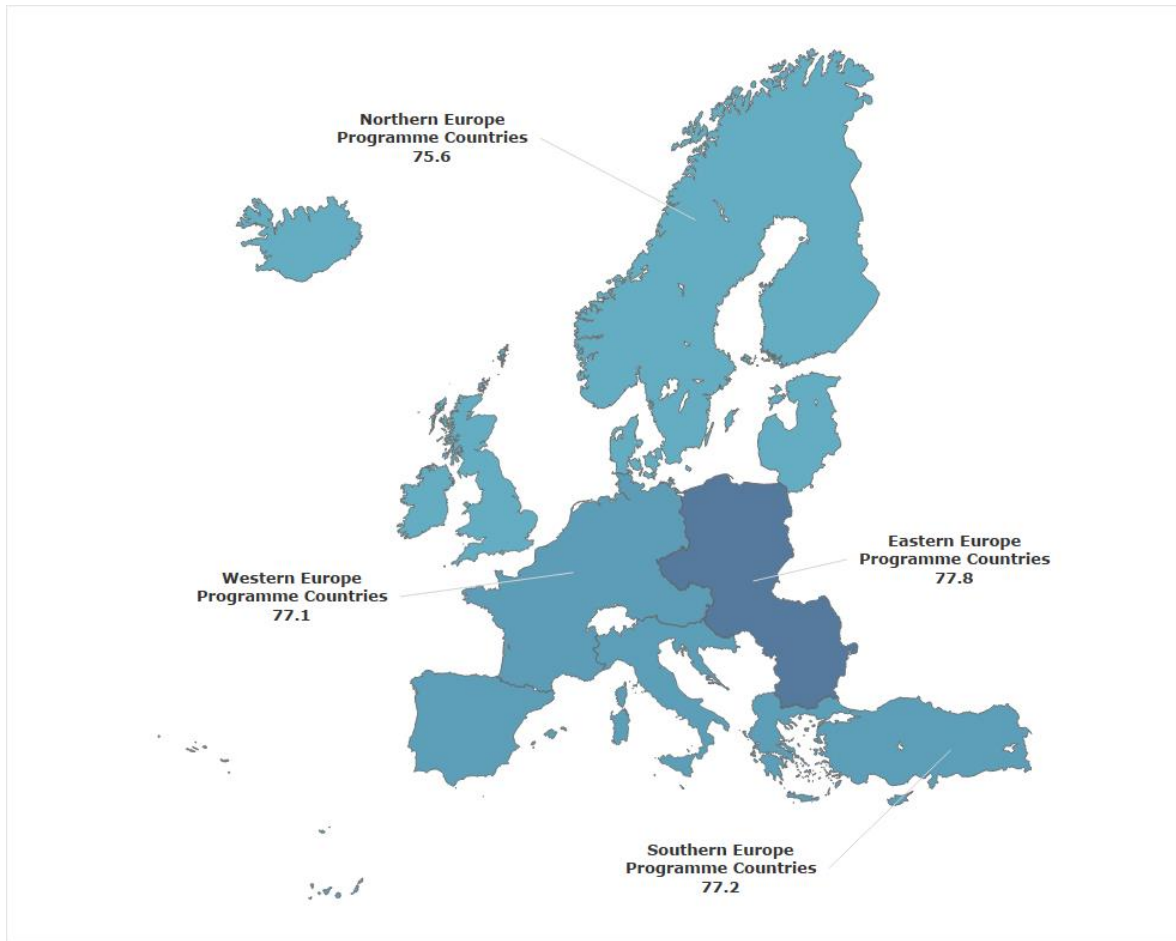 Northern Europe
Programme Countries
75.6
Eastern Europe
Programme Countries
77.8
Western Europe
Programme Countries
77.1
Southern Europe
Programme Countries
77.2